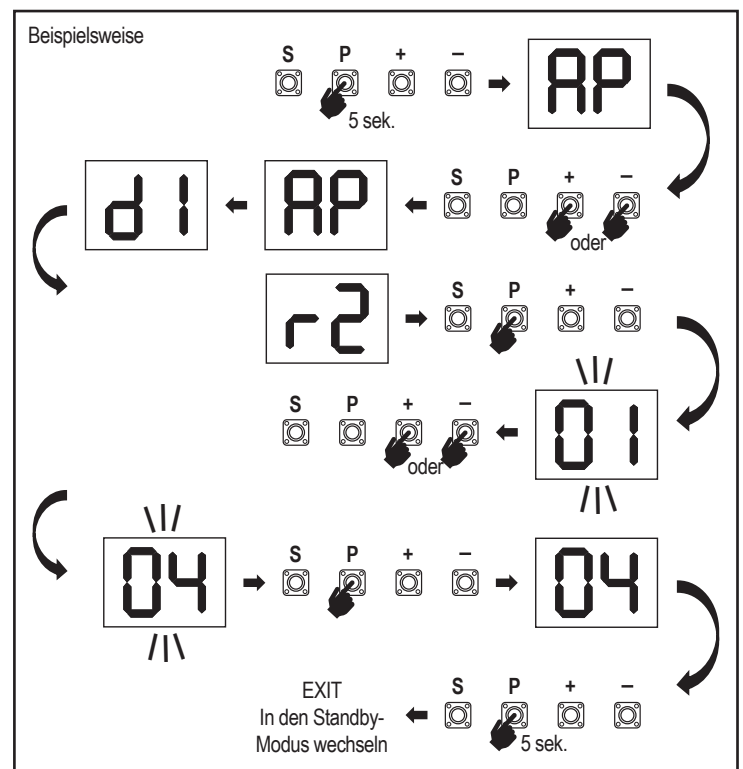 Beispielsweise
S P + –
5 sek.
AP
S P + –
oder
AP
d1
r2
S P + –
01
S P + –
oder
04
S P + –
04
S P + –
5 sek.
EXIT
In den Standby-
Modus wechseln